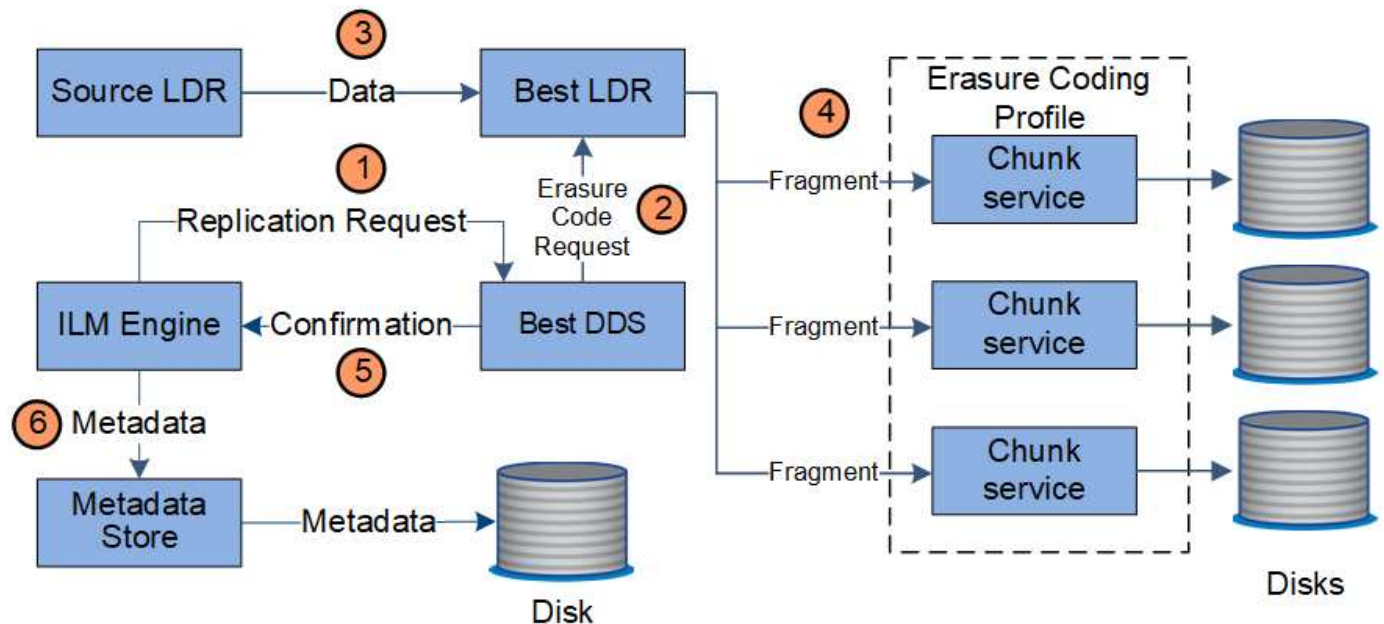 3
Source LDR
Data
Best LDR
1
Replication Request
Erasure
Code
Request
2
ILM Engine
Confirmation
Best DDS
5
6
Metadata
Metadata
Store
Metadata
Disk
4
Erasure Coding
Profile
Fragment
Chunk
service
Fragment
Chunk
service
Fragment
Chunk
service
Disks